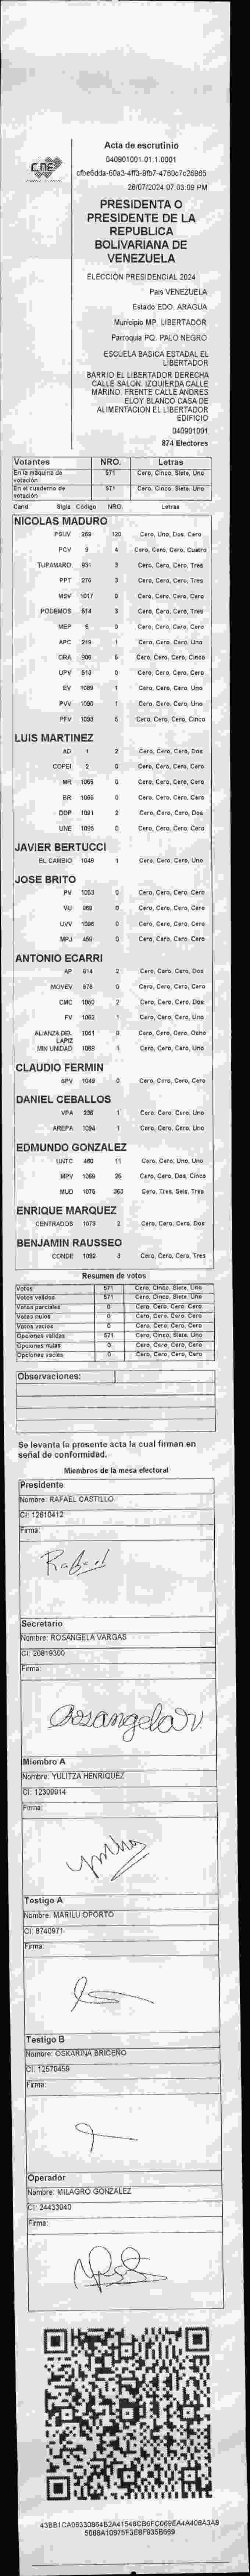 CNE
Acta de escrutinio
040901001.01.1.0001
28/07/2024 07:03:09 PM
PRESIDENTA O
PRESIDENTE DE LA
REPUBLICA
BOLIVARIANA DE
VENEZUELA
ELECCIÓN PRESIDENCIAL 2024
País VENEZUELA
Estado EDO. ARAGUA
Municipio MP. LIBERTADOR
Parroquia PQ. PALO NEGRO
ESCUELA BASICA ESTADAL EL
LIBERTADOR
BARRIO EL LIBERTADOR DERECHA
CALLE SALON. IZQUIERDA CALLE
MARINO. FRENTE CALLE ANDRES
ELOY BLANCO CASA DE
ALIMENTACION EL LIBERTADOR
EDIFICIO
040901001
874 Electores
Votantes NRO. Letras
En la máquina de votación 571 Cero, Cinco, Siete, Uno
En el cuaderno de votación 571 Cero, Cinco, Siete, Uno
Cand. Sigla Código NRO. Letras
NICOLAS MADURO
PSUV 269 120 Cero, Uno, Dos, Cero
PCV 9 4 Cero, Cero, Cero, Cuatro
TUPAMARO 931 3 Cero, Cero, Cero, Tres
PPT 276 3 Cero, Cero, Cero, Tres
MSV 1017 0 Cero, Cero, Cero, Cero
PODEMOS 514 3 Cero, Cero, Cero, Tres
MEP 6 0 Cero, Cero, Cero, Cero
APC 219 1 Cero, Cero, Cero, Uno
ORA 906 5 Cero, Cero, Cero, Cinco
UPV 513 0 Cero, Cero, Cero, Cero
EV 1089 1 Cero, Cero, Cero, Uno
PVV 1090 1 Cero, Cero, Cero, Uno
PFV 1093 5 Cero, Cero, Cero, Cinco
LUIS MARTINEZ
AD 1 2 Cero, Cero, Cero, Dos
COPEI 2 0 Cero, Cero, Cero, Cero
MR 1065 0 Cero, Cero, Cero, Cero
BR 1066 0 Cero, Cero, Cero, Cero
DDP 1091 2 Cero, Cero, Cero, Dos
UNE 1095 0 Cero, Cero, Cero, Cero
JAVIER BERTUCCI
EL CAMBIO 1048 1 Cero, Cero, Cero, Uno
JOSE BRITO
PV 1053 0 Cero, Cero, Cero, Cero
VU 869 0 Cero, Cero, Cero, Cero
UVV 1096 0 Cero, Cero, Cero, Cero
MPJ 459 0 Cero, Cero, Cero, Cero
ANTONIO ECARRI
AP 814 2 Cero, Cero, Cero, Dos
MOVEV 978 0 Cero, Cero, Cero, Cero
CMC 1060 2 Cero, Cero, Cero, Dos
FV 1062 1 Cero, Cero, Cero, Uno
ALIANZA DEL LAPIZ 1061 8 Cero, Cero, Cero, Ocho
MIN UNIDAD 1069 1 Cero, Cero, Cero, Uno
CLAUDIO FERMIN
SPV 1049 0 Cero, Cero, Cero, Cero
DANIEL CEBALLOS
VPA 236 1 Cero, Cero, Cero, Uno
AREPA 1094 1 Cero, Cero, Cero, Uno
EDMUNDO GONZALEZ
UNTC 460 11 Cero, Cero, Uno, Uno
MPV 1069 25 Cero, Cero, Dos, Cinco
MUD 1075 363 Cero, Tres, Seis, Tres
ENRIQUE MARQUEZ
CENTRADOS 1073 2 Cero, Cero, Cero, Dos
BENJAMIN RAUSSEO
CONDE 1092 3 Cero, Cero, Cero, Tres
Resumen de votos
Votos 571 Cero, Cinco, Siete, Uno
Votos validos 571 Cero, Cinco, Siete, Uno
Votos parciales 0 Cero, Cero, Cero, Cero
Votos nulos 0 Cero, Cero, Cero, Cero
Votos vacíos 0 Cero, Cero, Cero, Cero
Opciones validas 571 Cero, Cinco, Siete, Uno
Opciones nulas 0 Cero, Cero, Cero, Cero
Opciones vacías 0 Cero, Cero, Cero, Cero
Observaciones:
Se levanta la presente acta la cual firman en
señal de conformidad.
Miembros de la mesa electoral
Presidente
Nombre: RAFAEL CASTILLO
CI: 12610412
Firma:
Rafael
Secretario
Nombre: ROSANGELA VARGAS
CI: 20819300
Firma:
Rosangela V
Miembro A
Nombre: YULITZA HENRIQUEZ
CI: 12309914
Firma:
Testigo A
Nombre: MARILU OPORTO
CI: 8740971
Firma:
Testigo B
Nombre: OSKARINA BRICEÑO
CI: 12570459
Firma:
Operador
Nombre: MILAGRO GONZALEZ
CI: 24433040
Firma: